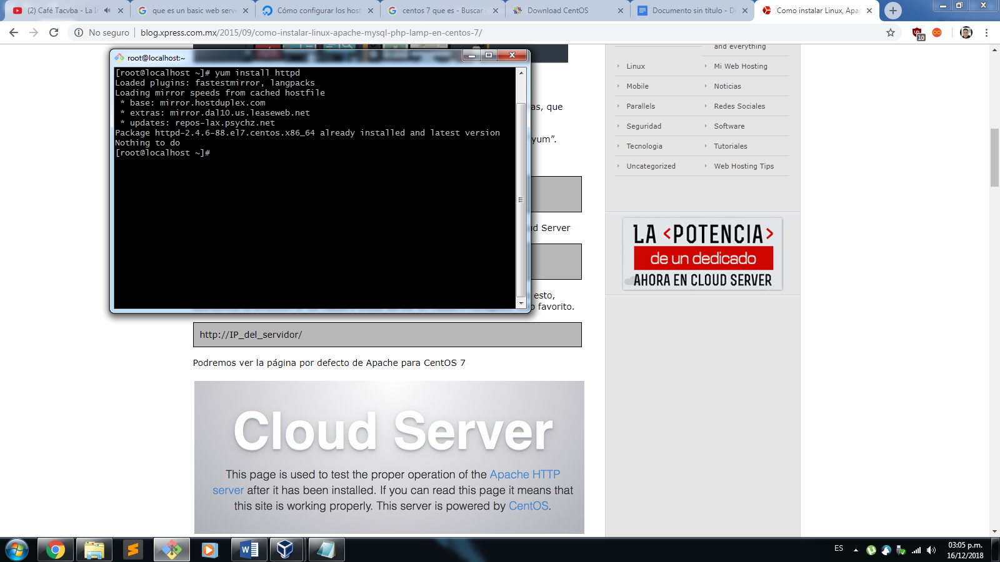 (2) Café Tacvba - La I
que es un basic web serve
Cómo configurar los host
centos 7 que es - Buscar c
Download CentOS
Documento sin título - D
Como instalar Linux, Apac
No seguro
blog.xpress.com.mx/2015/09/como-instalar-linux-apache-mysql-php-lamp-en-centos-7/
10
root@localhost:~
[root@localhost ~]# yum install httpd
Loaded plugins: fastestmirror, langpacks
Loading mirror speeds from cached hostfile
* base: mirror.hostduplex.com
* extras: mirror.dal10.us.leaseweb.net
* updates: repos-lax.psychz.net
Package httpd-2.4.6-88.el7.centos.x86_64 already installed and latest version
Nothing to do
[root@localhost ~]#
as, que
yum”.
d Server
esto,
favorito.
http://IP_del_servidor/
Podremos ver la página por defecto de Apache para CentOS 7
Cloud Server
This page is used to test the proper operation of the Apache HTTP
server after it has been installed. If you can read this page it means that
this site is working properly. This server is powered by CentOS.
and everything
Linux
Mi Web Hosting
Mobile
Noticias
Parallels
Redes Sociales
Seguridad
Software
Tecnologia
Tutoriales
Uncategorized
Web Hosting Tips
LA <POTENCIA>
de un dedicado
AHORA EN CLOUD SERVER
ES
03:05 p.m.
16/12/2018